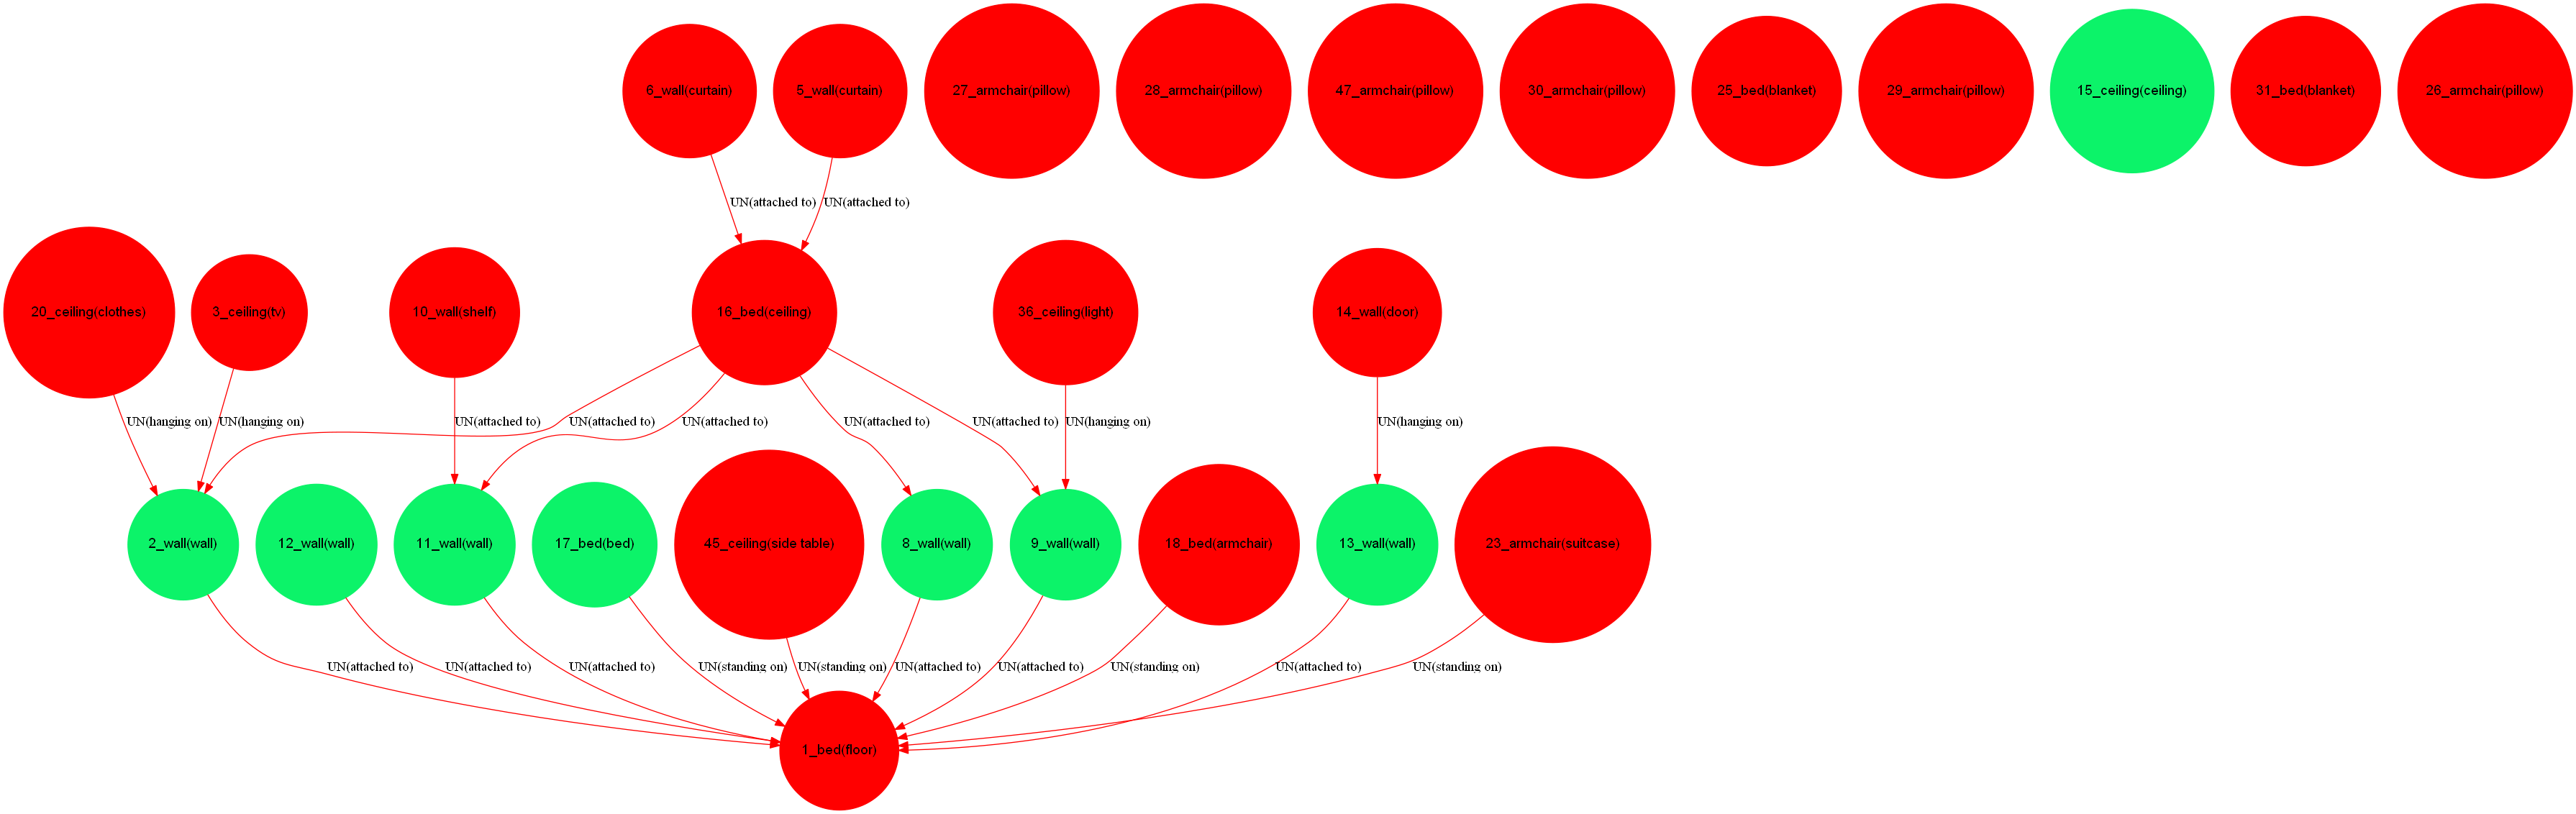 6_wall(curtain)
5_wall(curtain)
27_armchair(pillow)
28_armchair(pillow)
47_armchair(pillow)
30_armchair(pillow)
25_bed(blanket)
29_armchair(pillow)
15_ceiling(ceiling)
31_bed(blanket)
26_armchair(pillow)
UN(attached to)
UN(attached to)
20_ceiling(clothes)
3_ceiling(tv)
10_wall(shelf)
16_bed(ceiling)
36_ceiling(light)
14_wall(door)
UN(hanging on)
UN(hanging on)
UN(attached to)
UN(attached to)
UN(attached to)
UN(attached to)
UN(attached to)
UN(hanging on)
UN(hanging on)
2_wall(wall)
12_wall(wall)
11_wall(wall)
17_bed(bed)
45_ceiling(side table)
8_wall(wall)
9_wall(wall)
18_bed(armchair)
13_wall(wall)
23_armchair(suitcase)
UN(attached to)
UN(attached to)
UN(attached to)
UN(standing on)
UN(standing on)
UN(attached to)
UN(attached to)
UN(standing on)
UN(attached to)
UN(standing on)
1_bed(floor)